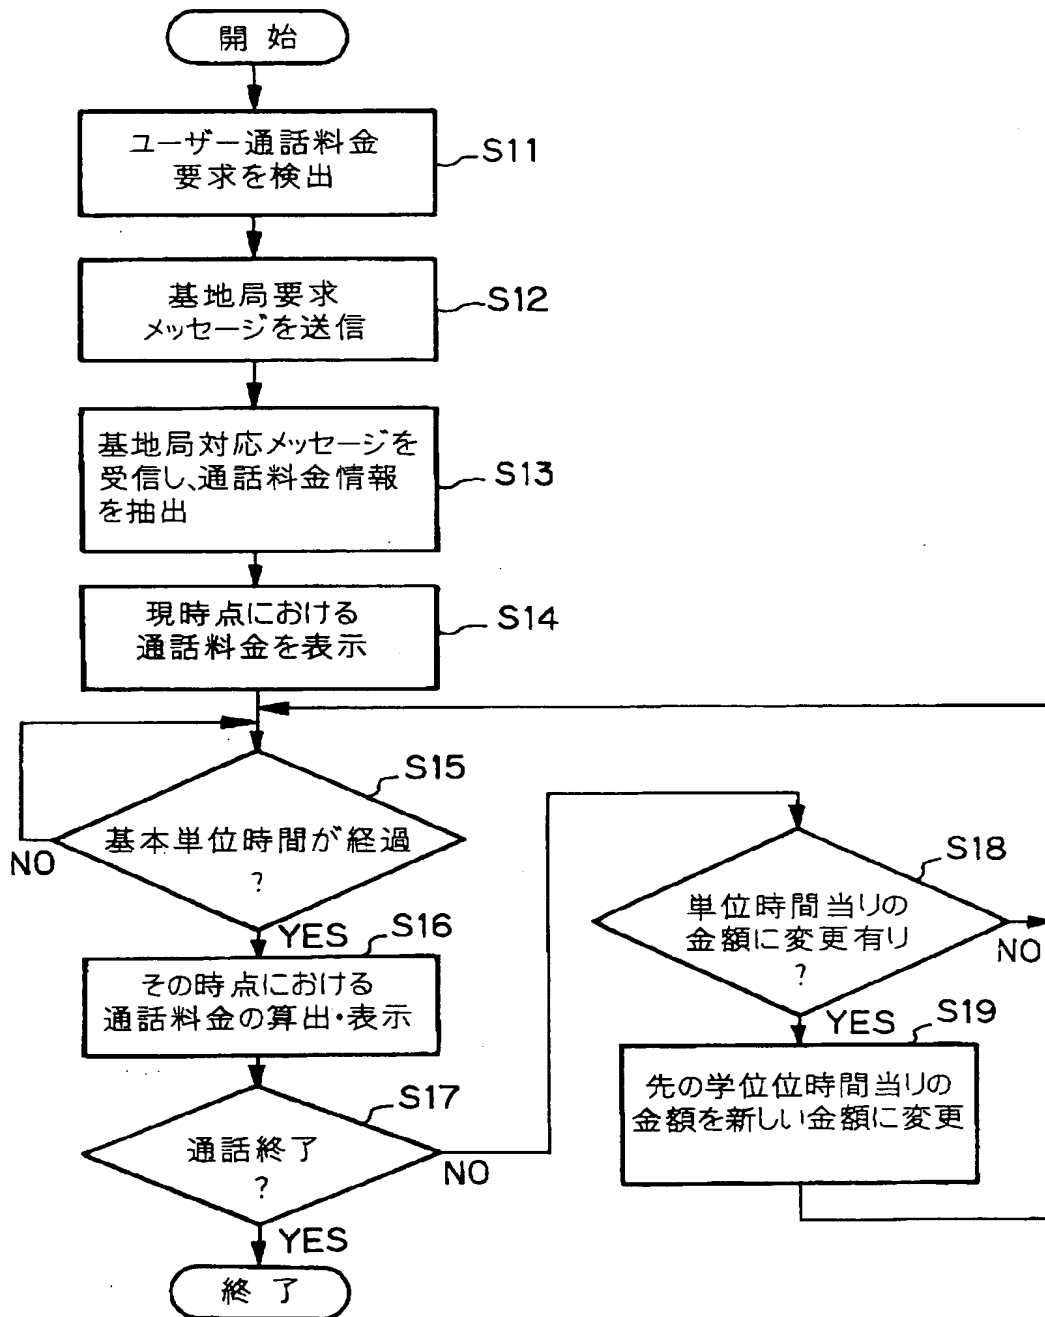 開始
ユーザー通話料金
要求を検出
S11
基地局要求
メッセージを送信
S12
基地局対応メッセージを
受信し、通話料金情報
を抽出
S13
現時点における
通話料金を表示
S14
S15
基本単位時間が経過
?
NO
YES
S16
その時点における
通話料金の算出・表示
S17
通話終了
?
NO
YES
終了
S18
単位時間当りの
金額に変更有り
?
NO
YES
S19
先の学位位時間当りの
金額を新しい金額に変更